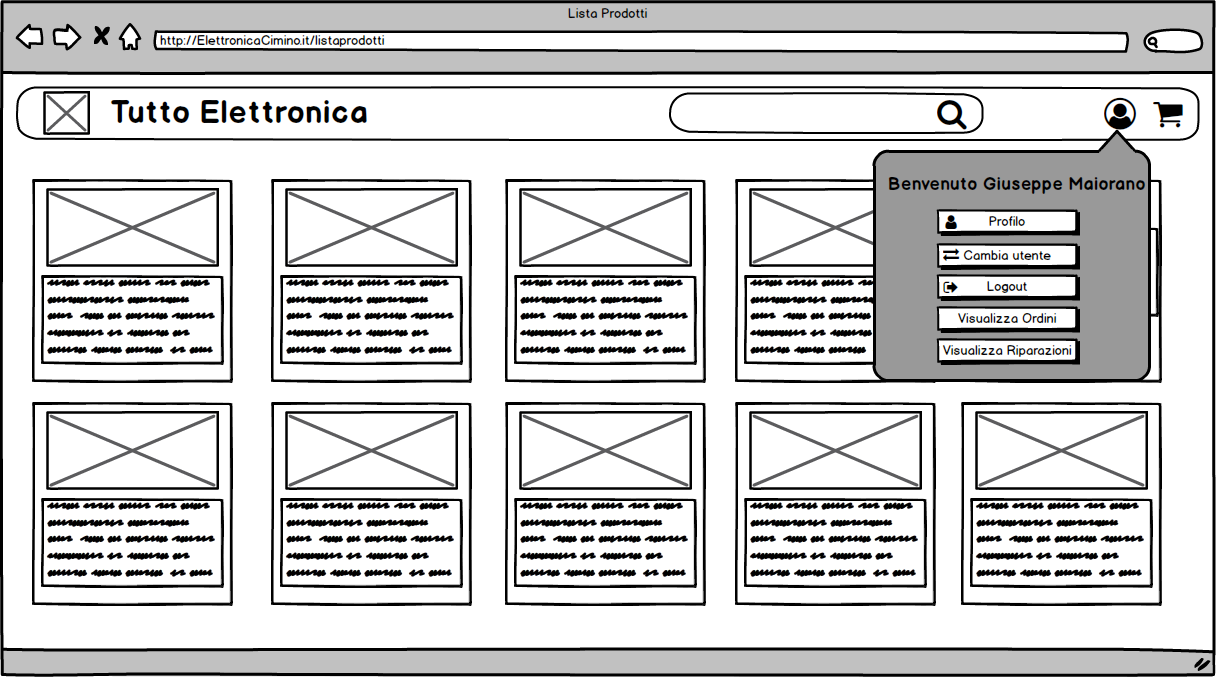 Lista Prodotti
http://ElettronicaCimino.it/listaprodotti
Tutto Elettronica
Benvenuto Giuseppe Maiorano
Profilo
Cambia utente
Logout
Visualizza Ordini
Visualizza Riparazioni